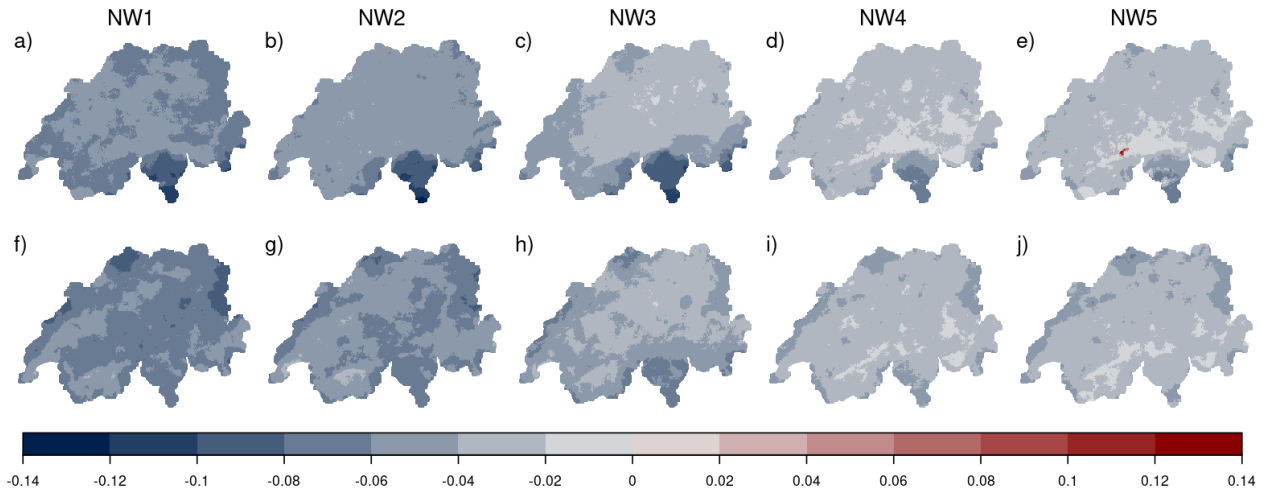 NW1 NW2 NW3 NW4 NW5
a) b) c) d) e)
f) g) h) i) j)
-0.14 -0.12 -0.1 -0.08 -0.06 -0.04 -0.02 0 0.02 0.04 0.06 0.08 0.1 0.12 0.14